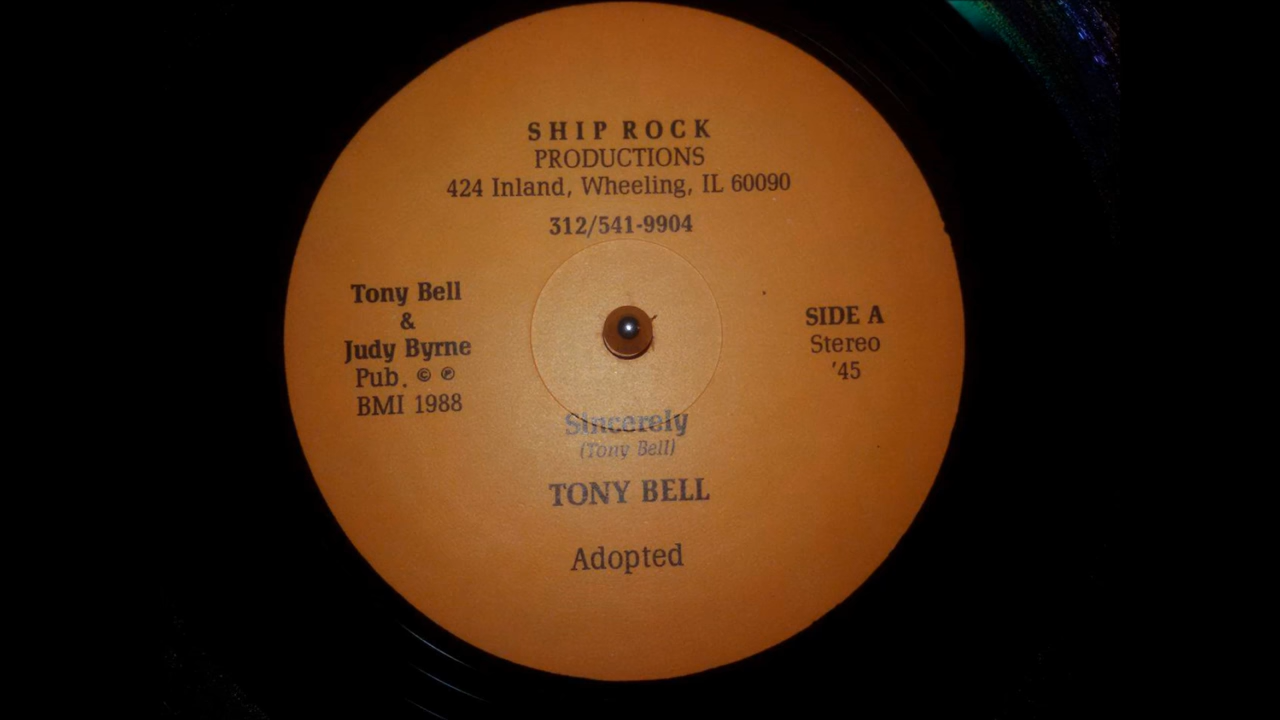 SHIP ROCK
PRODUCTIONS
424 Inland, Wheeling, IL 60090
312/541-9904
Tony Bell
&
Judy Byrne
Pub. © ℗
BMI 1988
SIDE A
Stereo
'45
Sincerely
(Tony Bell)
TONY BELL
Adopted